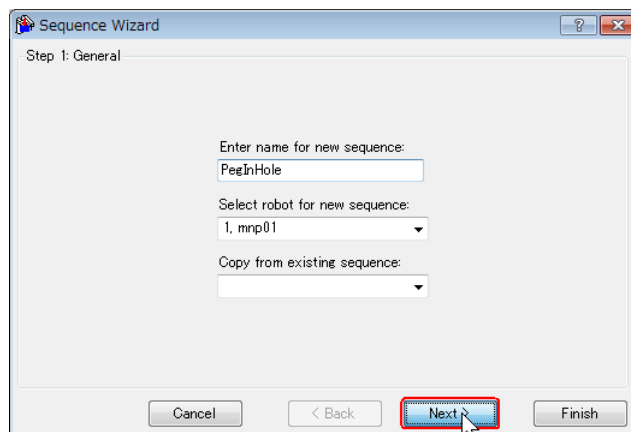 Sequence Wizard
Step 1: General
Enter name for new sequence:
PegInHole
Select robot for new sequence:
1, mnp01
Copy from existing sequence:
Cancel
< Back
Next >
Finish